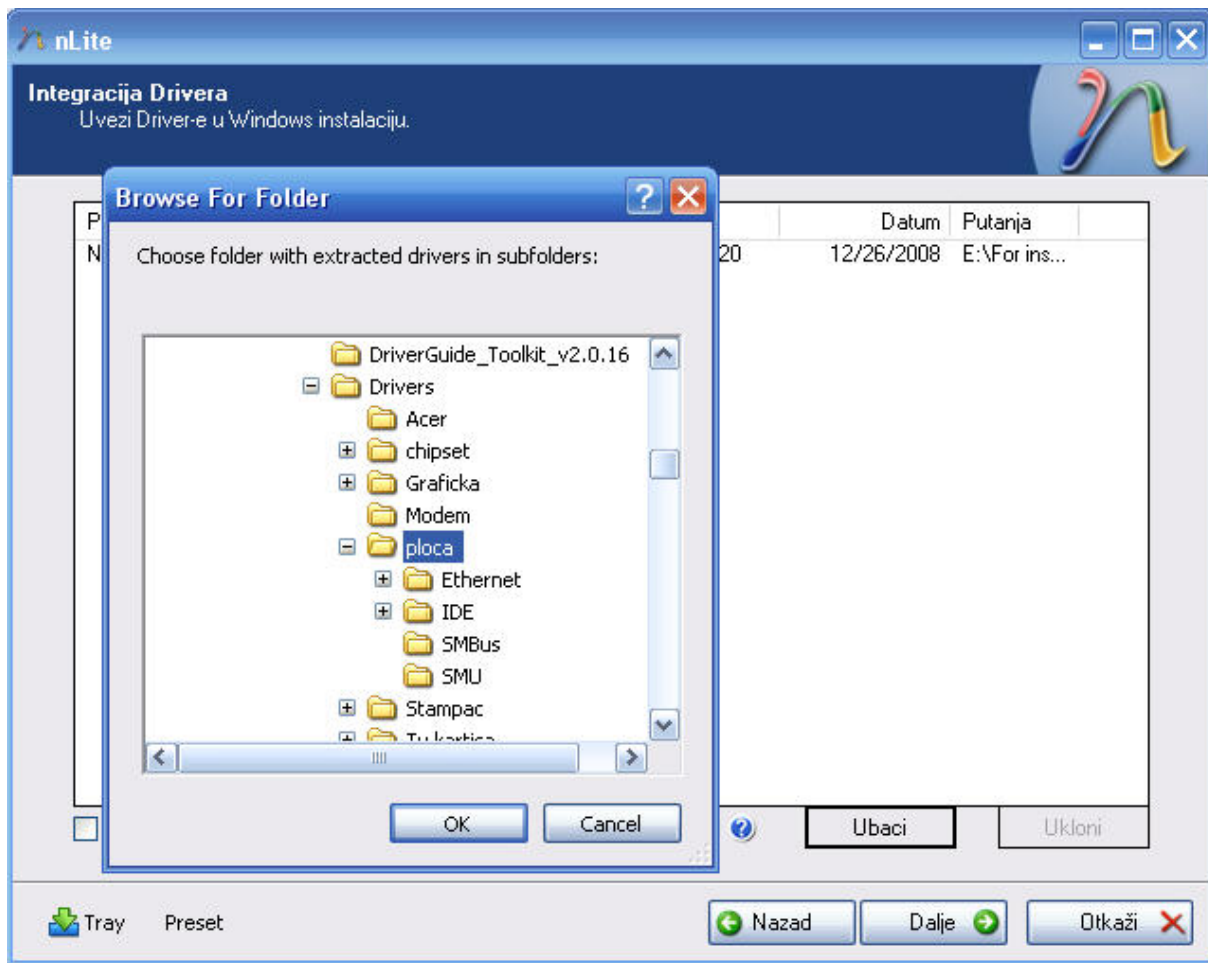 nLite
Integracija Drivera
Uvezi Driver-e u Windows instalaciju.
Browse For Folder
Choose folder with extracted drivers in subfolders:
DriverGuide_Toolkit_v2.0.16
Drivers
Acer
chipset
Graficka
Modem
ploca
Ethernet
IDE
SMBus
SMU
Stampac
OK Cancel
P Datum Putanja
N 20 12/26/2008 E:\For ins...
Ubaci Ukloni
Tray Preset Nazad Dalje Otkaži